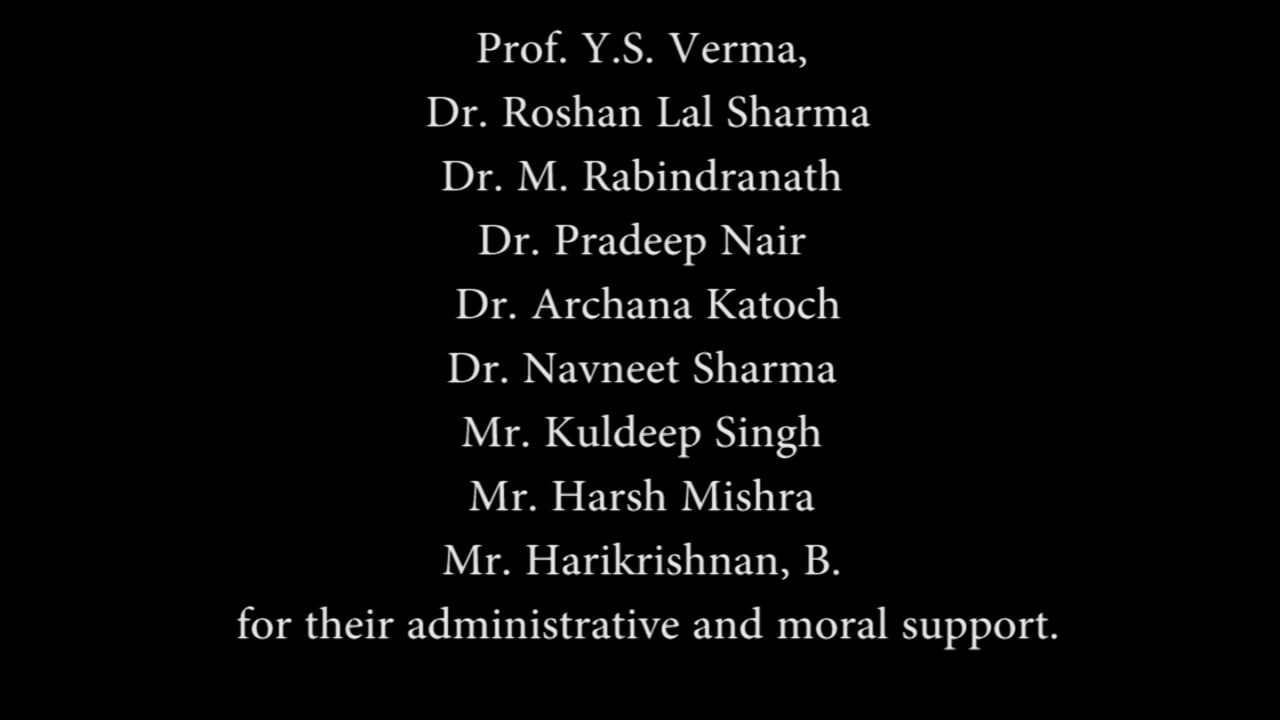 Prof. Y.S. Verma,
Dr. Roshan Lal Sharma
Dr. M. Rabindranath
Dr. Pradeep Nair
Dr. Archana Katoch
Dr. Navneet Sharma
Mr. Kuldeep Singh
Mr. Harsh Mishra
Mr. Harikrishnan, B.
for their administrative and moral support.